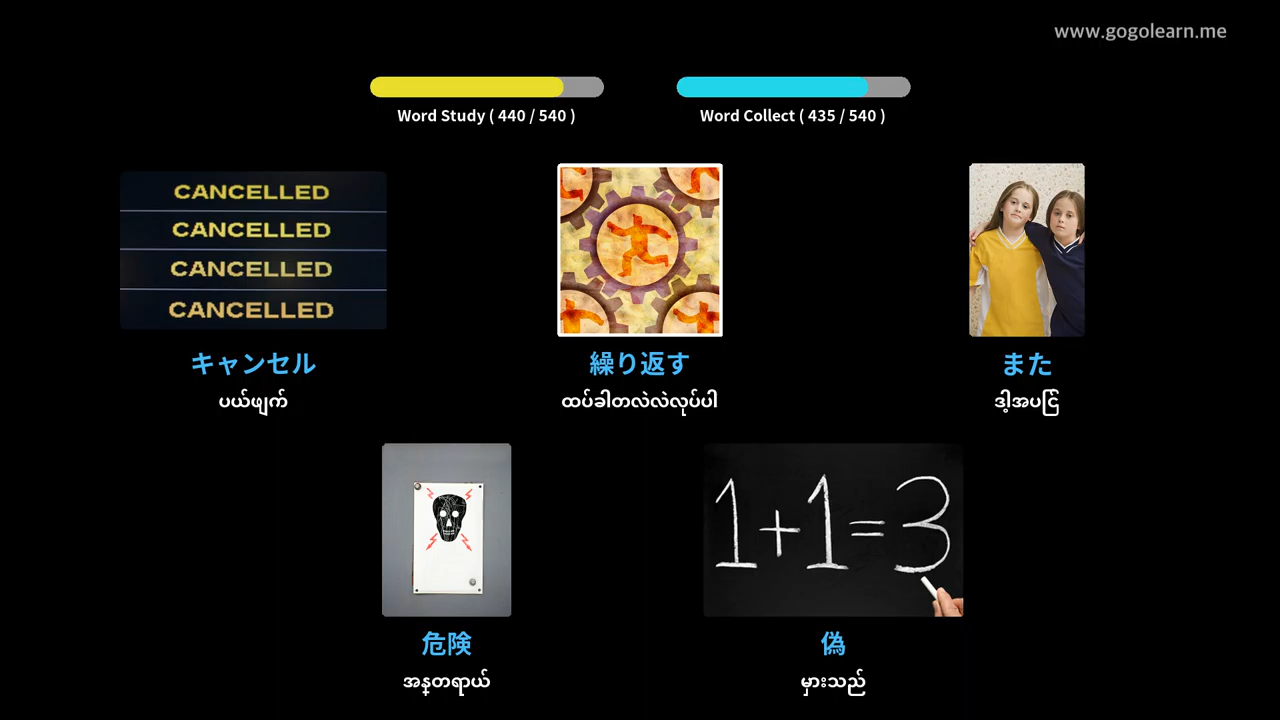 www.gogolearn.me
Word Study ( 440 / 540 )
Word Collect ( 435 / 540 )
CANCELLED
CANCELLED
CANCELLED
CANCELLED
キャンセル
繰り返す
また
ပယ်ဖျက်
ထပ်ခါတလဲလဲလုပ်ပါ
ဒါ့အပြင်
1+1=3
危険
偽
အန္တရာယ်
မှားသည်